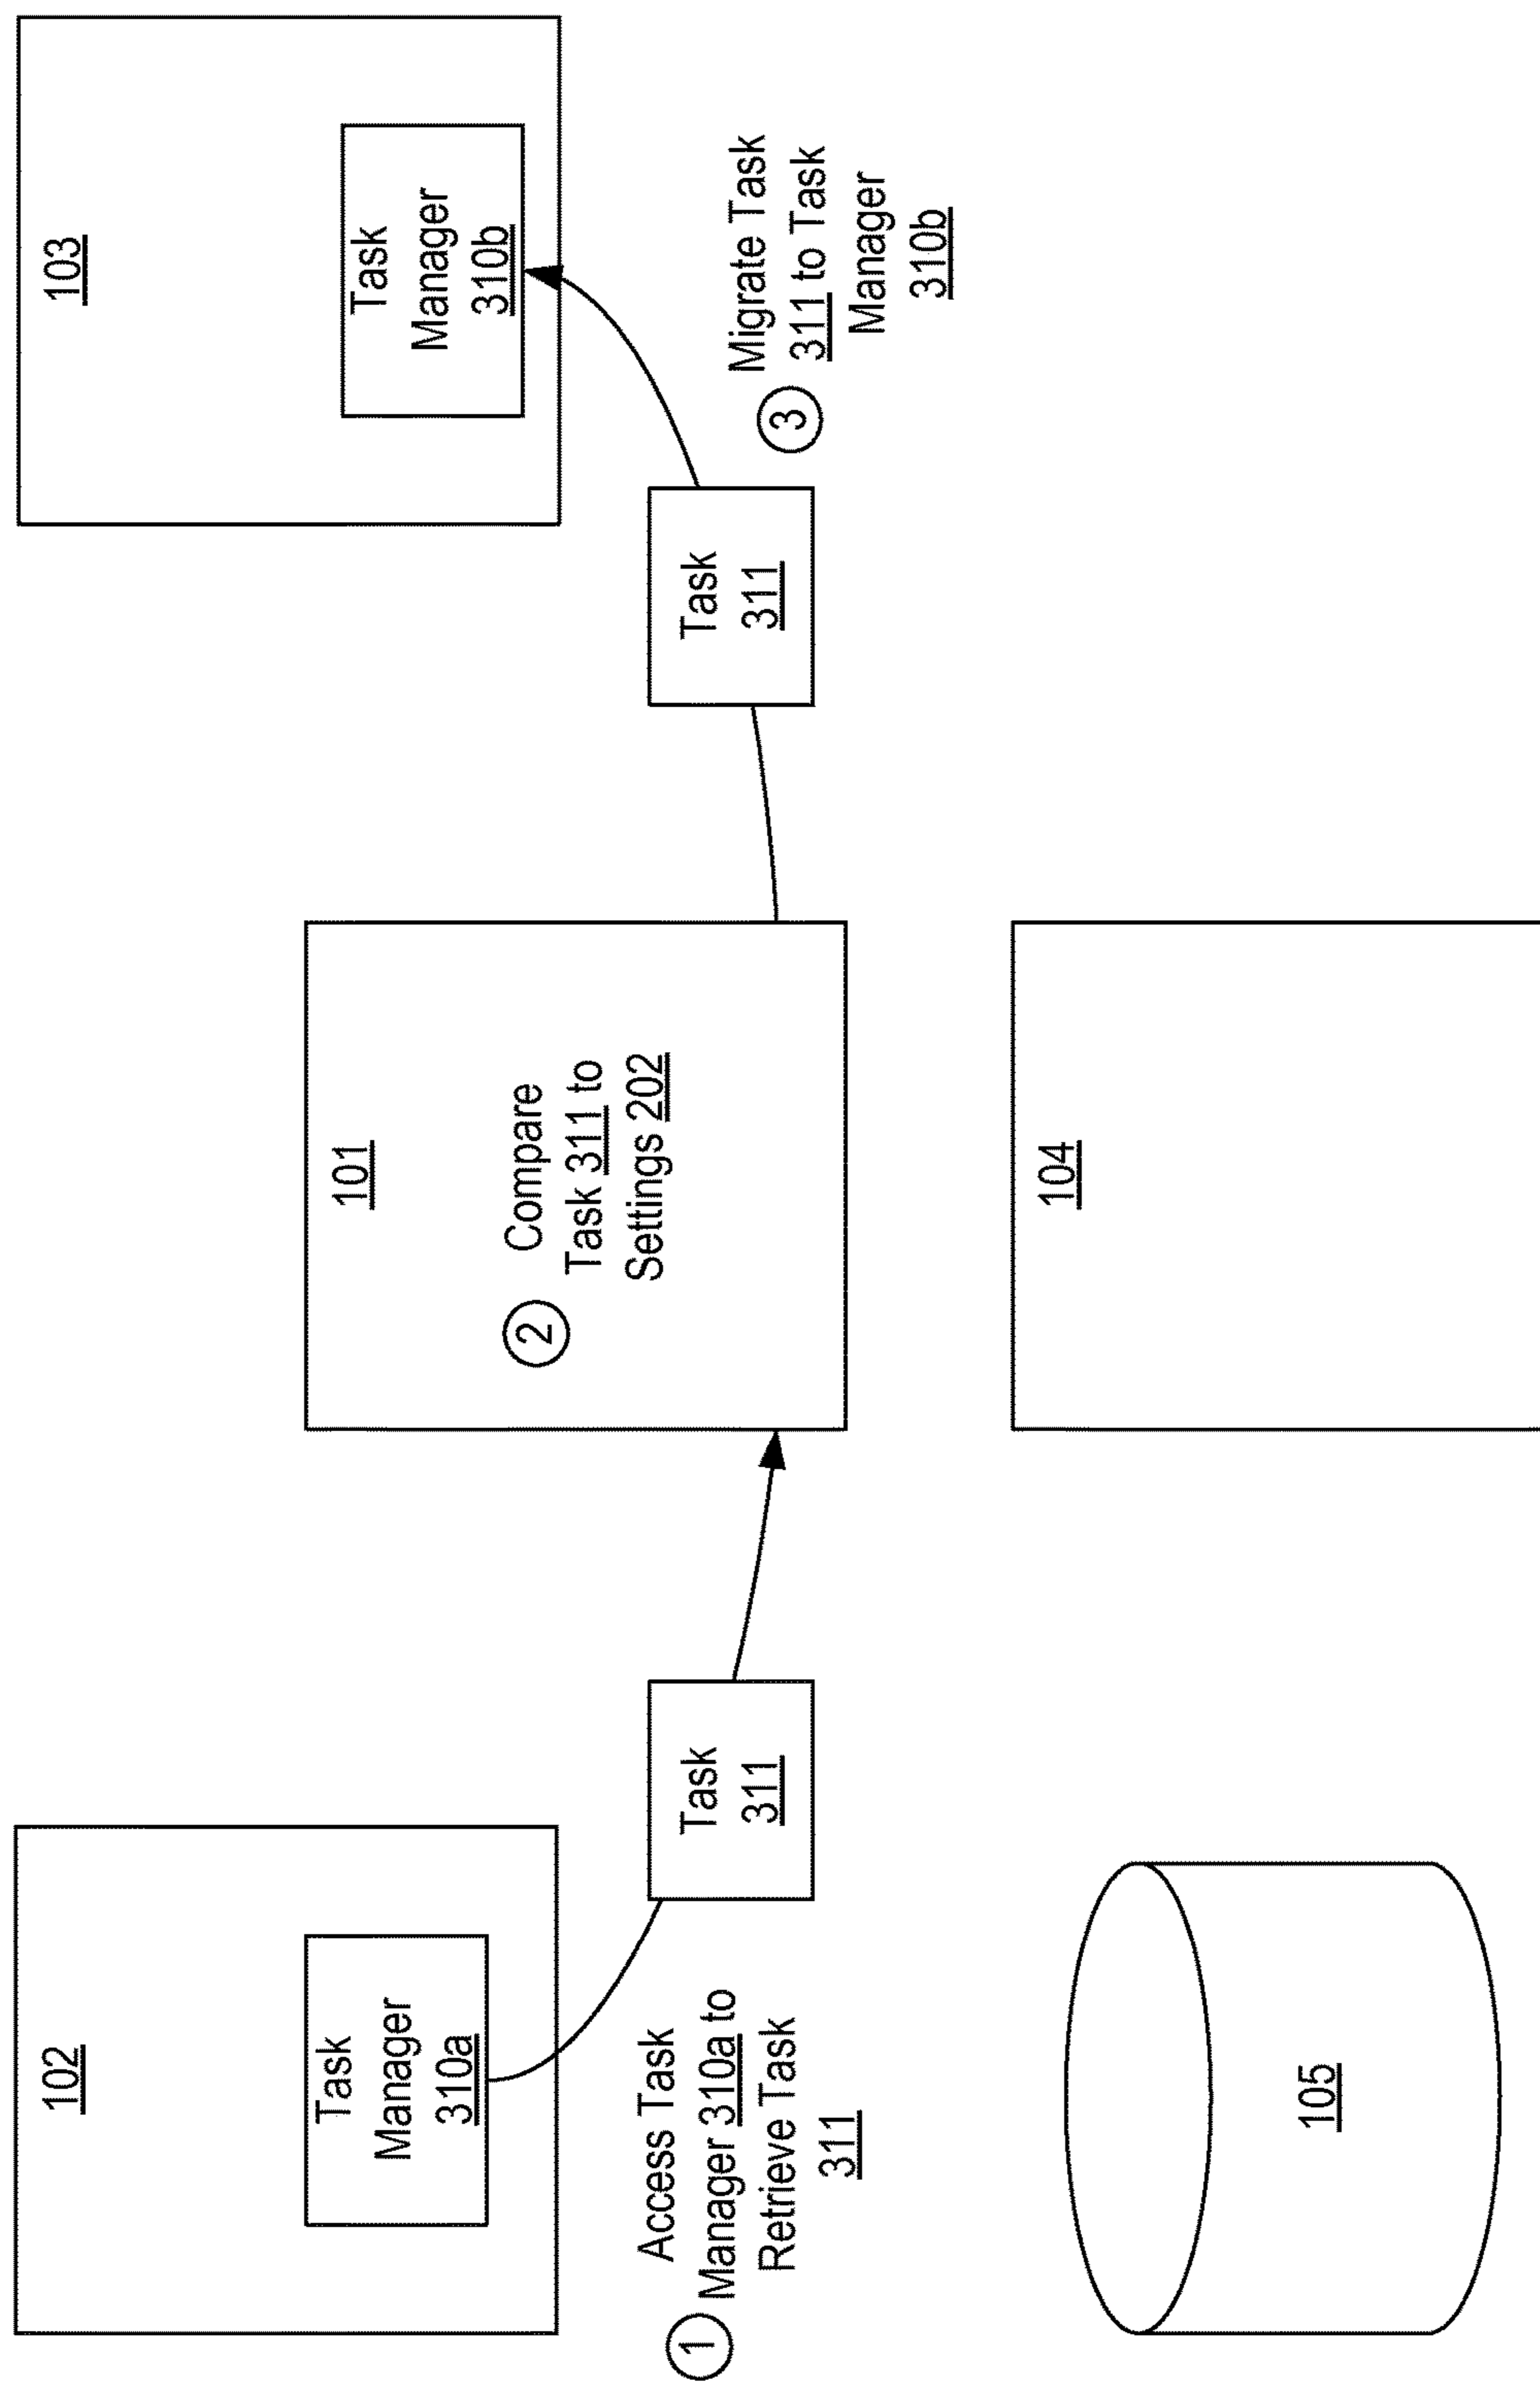 102
Task
Manager
310a
1
Access Task
Manager 310a to
Retrieve Task
311
Task
311
101
2
Compare
Task 311 to
Settings 202
Task
311
103
Task
Manager
310b
3
Migrate Task
311 to Task
Manager
310b
105
104